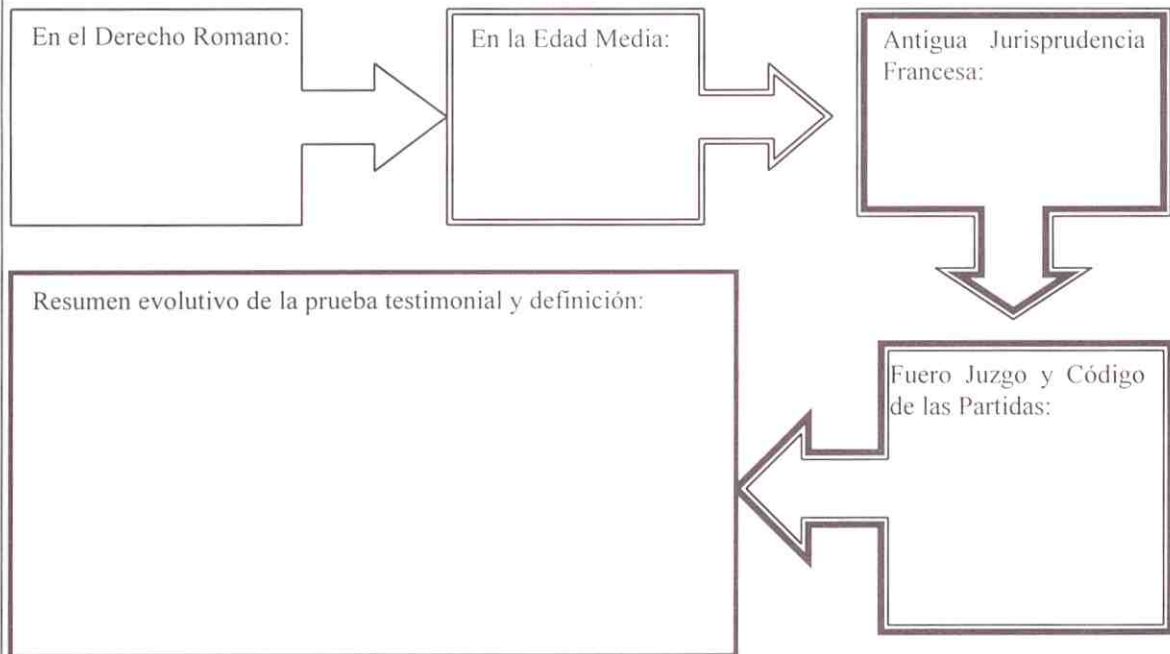 En el Derecho Romano:
En la Edad Media:
Antigua Jurisprudencia
Francesa:
Fuero Juzgo y Código
de las Partidas:
Resumen evolutivo de la prueba testimonial y definición: